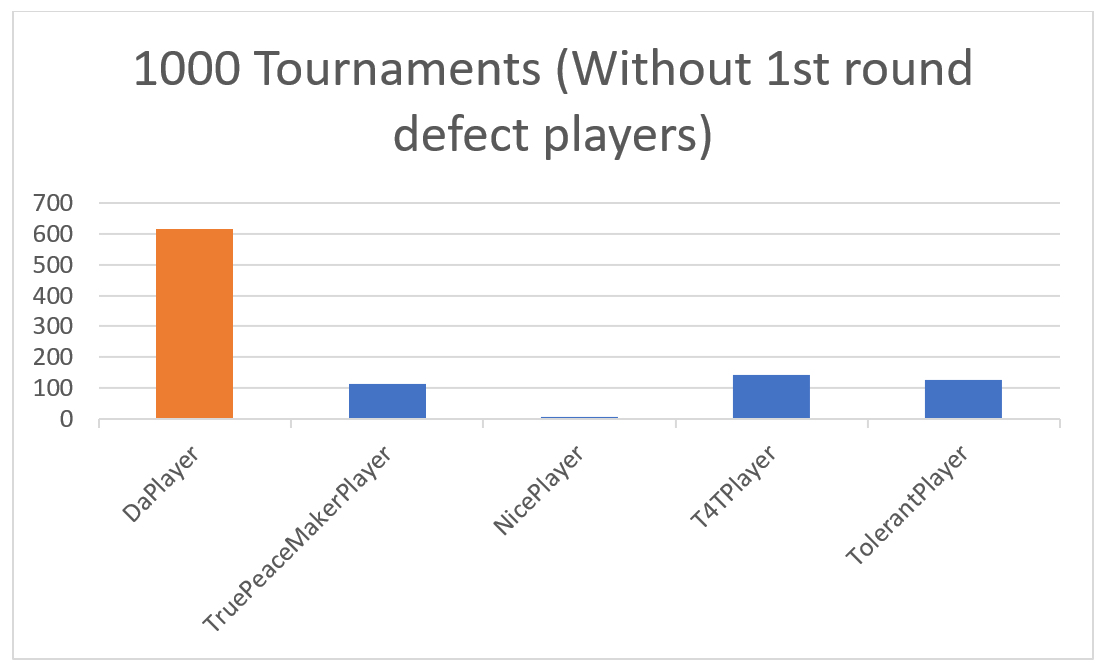 1000 Tournaments (Without 1st round
defect players)
700
600
500
400
300
200
100
0
DaPlayer
TruePeaceMakerPlayer
NicePlayer
T4TPlayer
TolerantPlayer